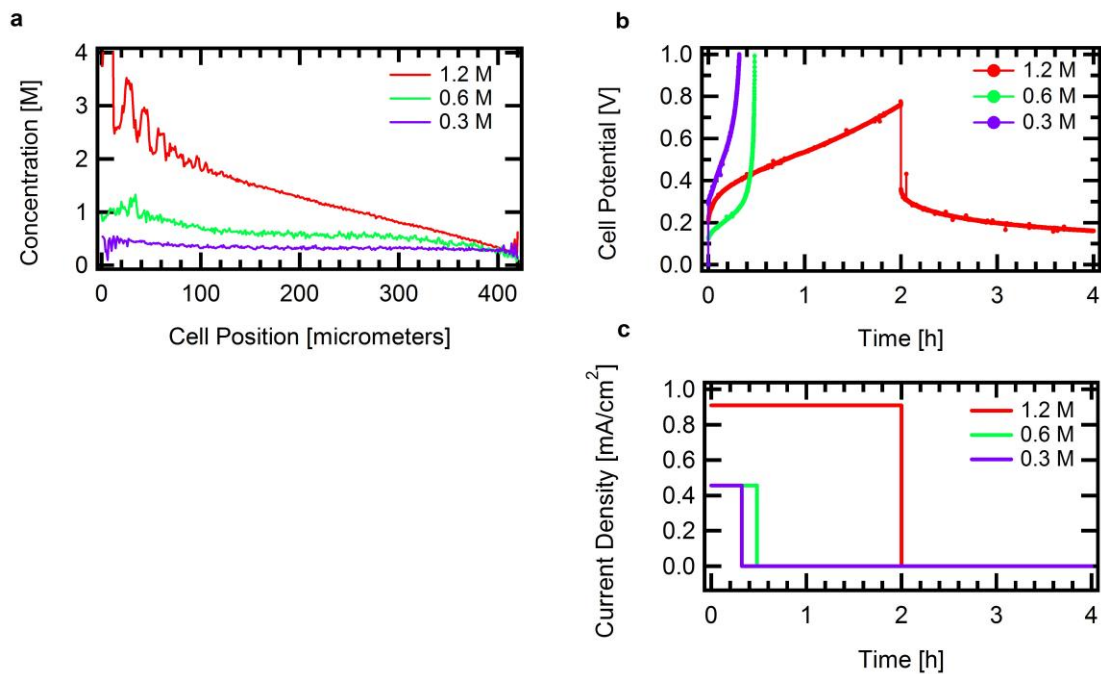 a
Concentration [M]
4
3
2
1
0
1.2 M
0.6 M
0.3 M
0 100 200 300 400
Cell Position [micrometers]
b
Cell Potential [V]
1.0
0.8
0.6
0.4
0.2
0.0
1.2 M
0.6 M
0.3 M
0 1 2 3 4
Time [h]
c
Current Density [mA/cm²]
1.0
0.8
0.6
0.4
0.2
0.0
1.2 M
0.6 M
0.3 M
0 1 2 3 4
Time [h]